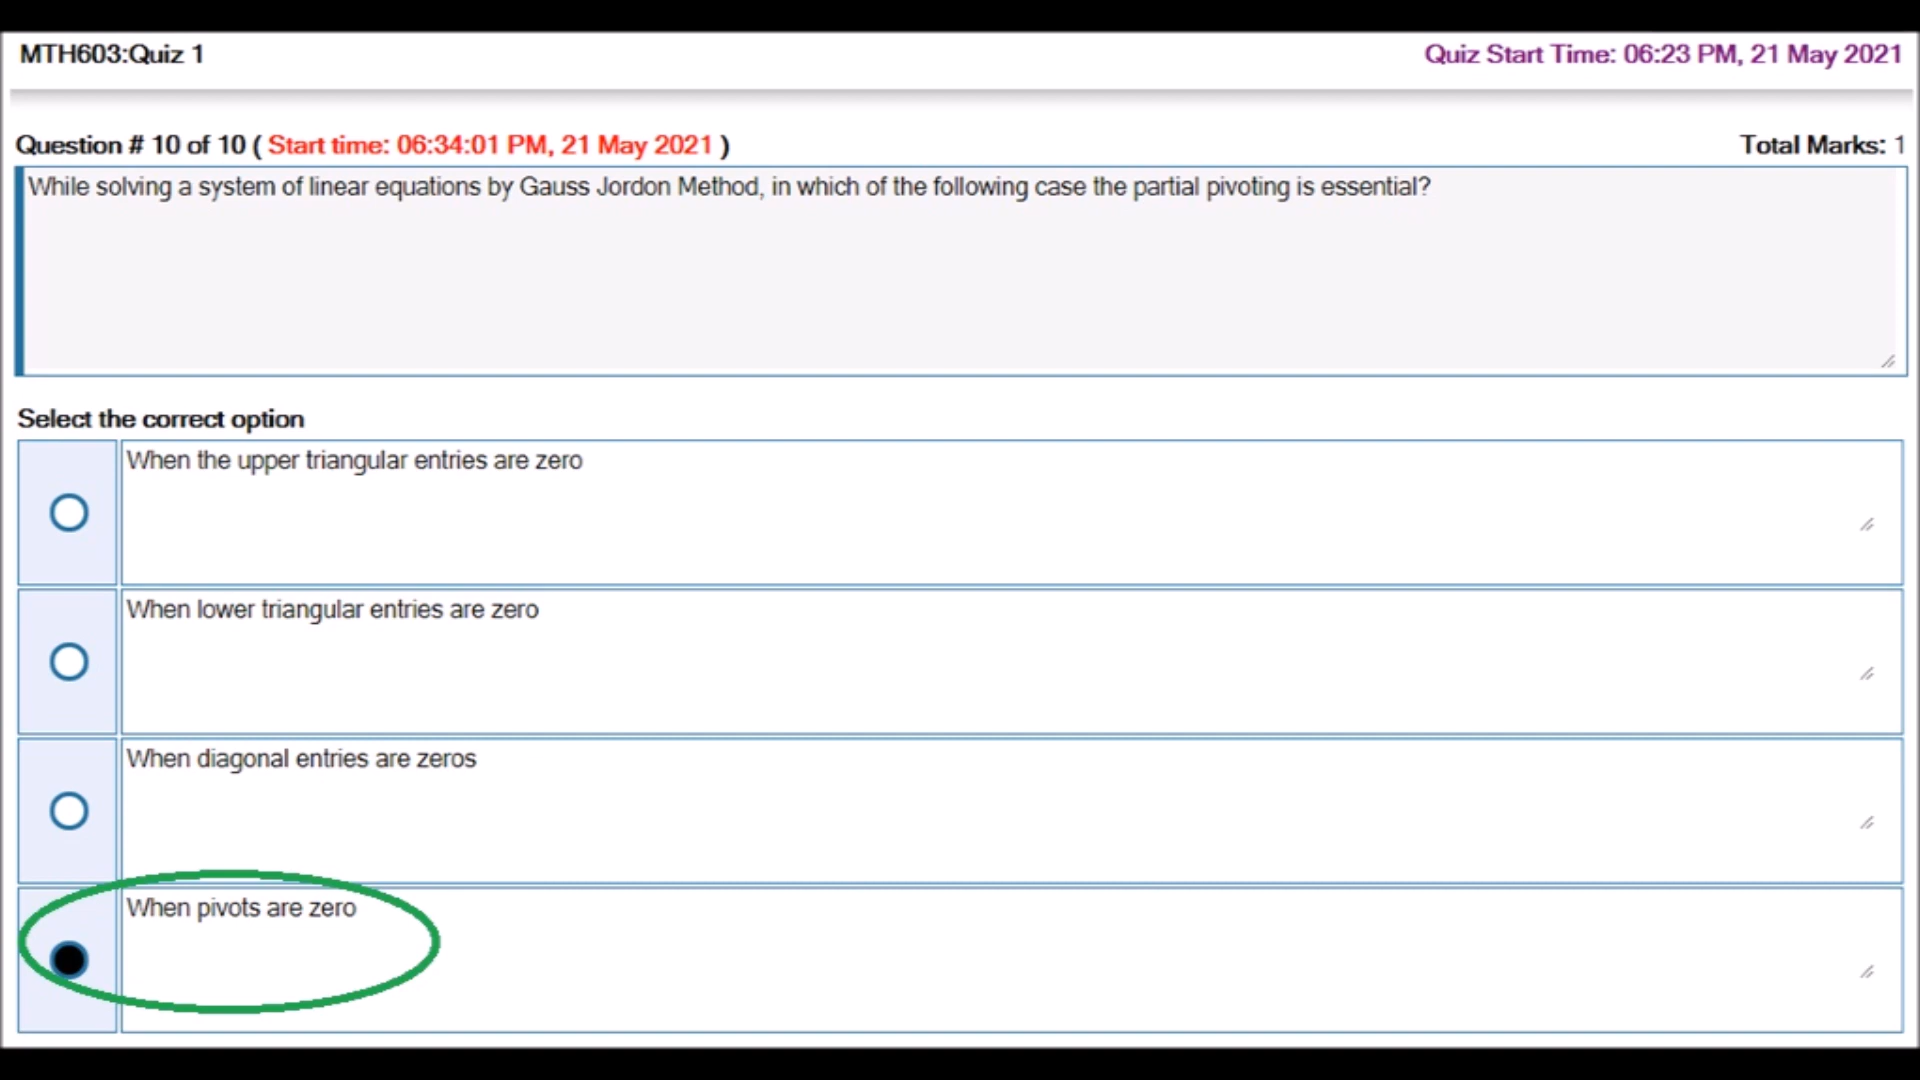 MTH603:Quiz 1
Quiz Start Time: 06:23 PM, 21 May 2021
Question # 10 of 10 ( Start time: 06:34:01 PM, 21 May 2021 )
Total Marks: 1
While solving a system of linear equations by Gauss Jordon Method, in which of the following case the partial pivoting is essential?
Select the correct option
When the upper triangular entries are zero
When lower triangular entries are zero
When diagonal entries are zeros
When pivots are zero